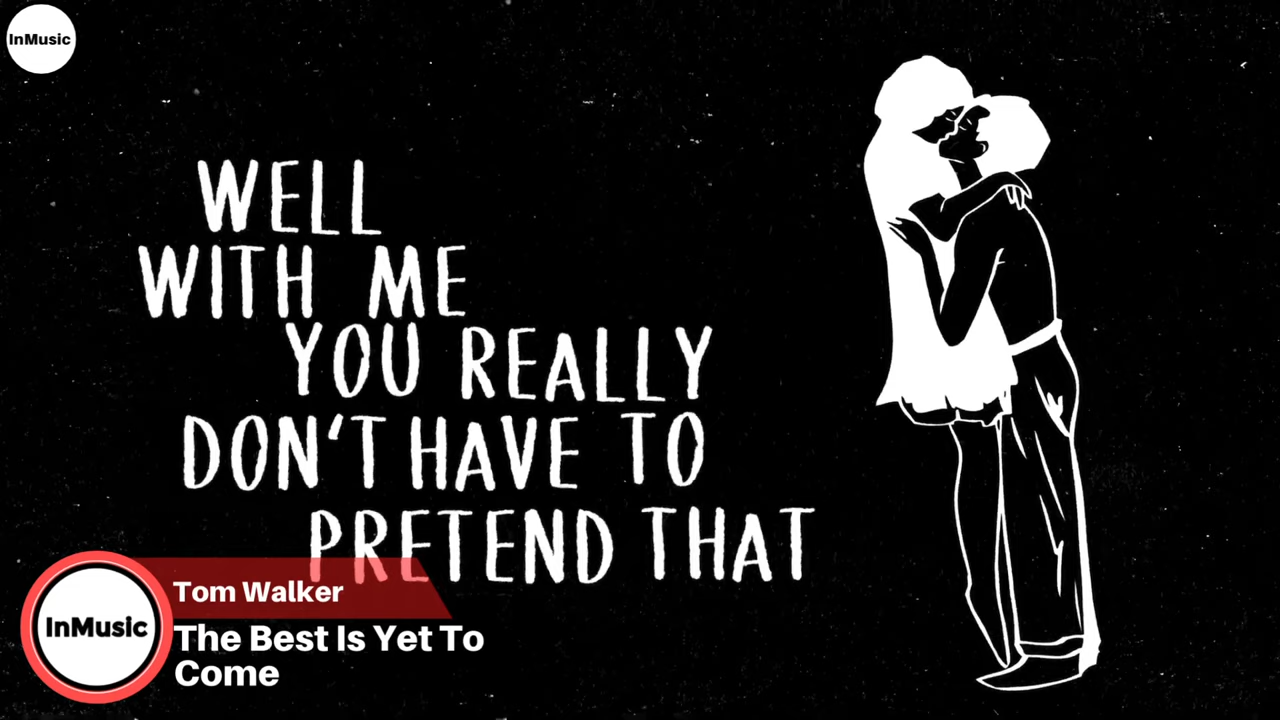 InMusic
WELL
WITH ME
YOU REALLY
DON'T HAVE TO
PRETEND THAT
InMusic
Tom Walker
The Best Is Yet To
Come